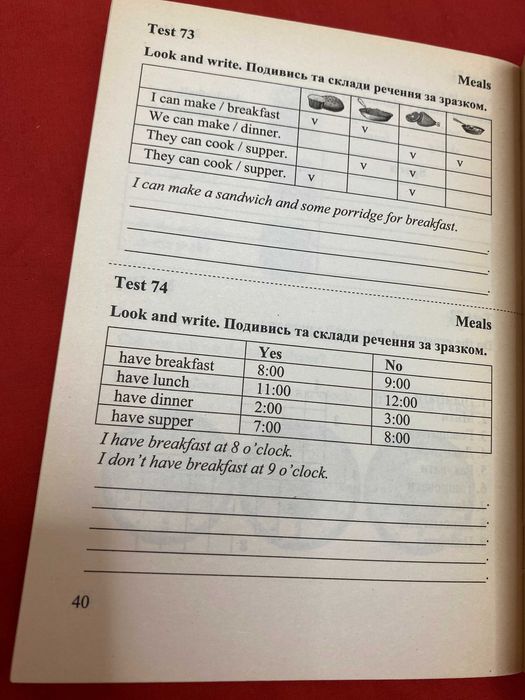 Test 73
Meals
Look and write. Подивись та склади речення за зразком.
I can make / breakfast v v
We can make / dinner. v v
They can cook / supper. v v
They can cook / supper. v v
I can make a sandwich and some porridge for breakfast.
Test 74
Meals
Look and write. Подивись та склади речення за зразком.
Yes No
have breakfast 8:00 9:00
have lunch 11:00 12:00
have dinner 2:00 3:00
have supper 7:00 8:00
I have breakfast at 8 o'clock.
I don't have breakfast at 9 o'clock.
40